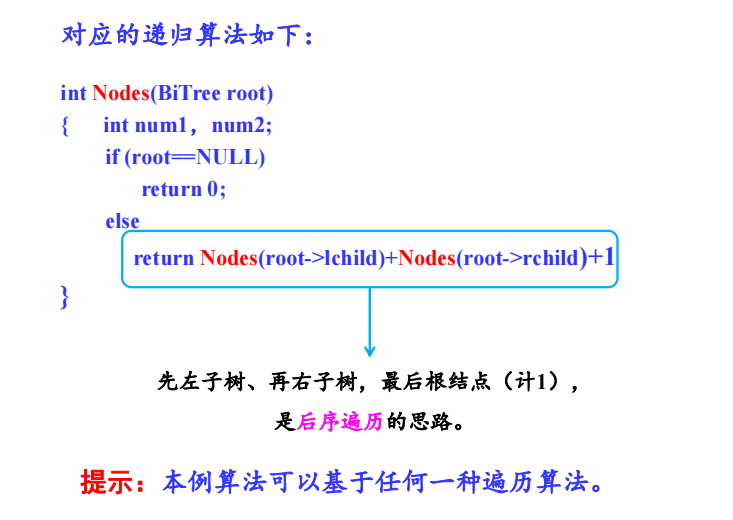 对应的递归算法如下：
int Nodes(BiTree root)
{ int num1，num2;
if (root==NULL)
return 0;
else
return Nodes(root->lchild)+Nodes(root->rchild)+1
}
先左子树、再右子树，最后根结点（计1），
是后序遍历的思路。
提示：本例算法可以基于任何一种遍历算法。